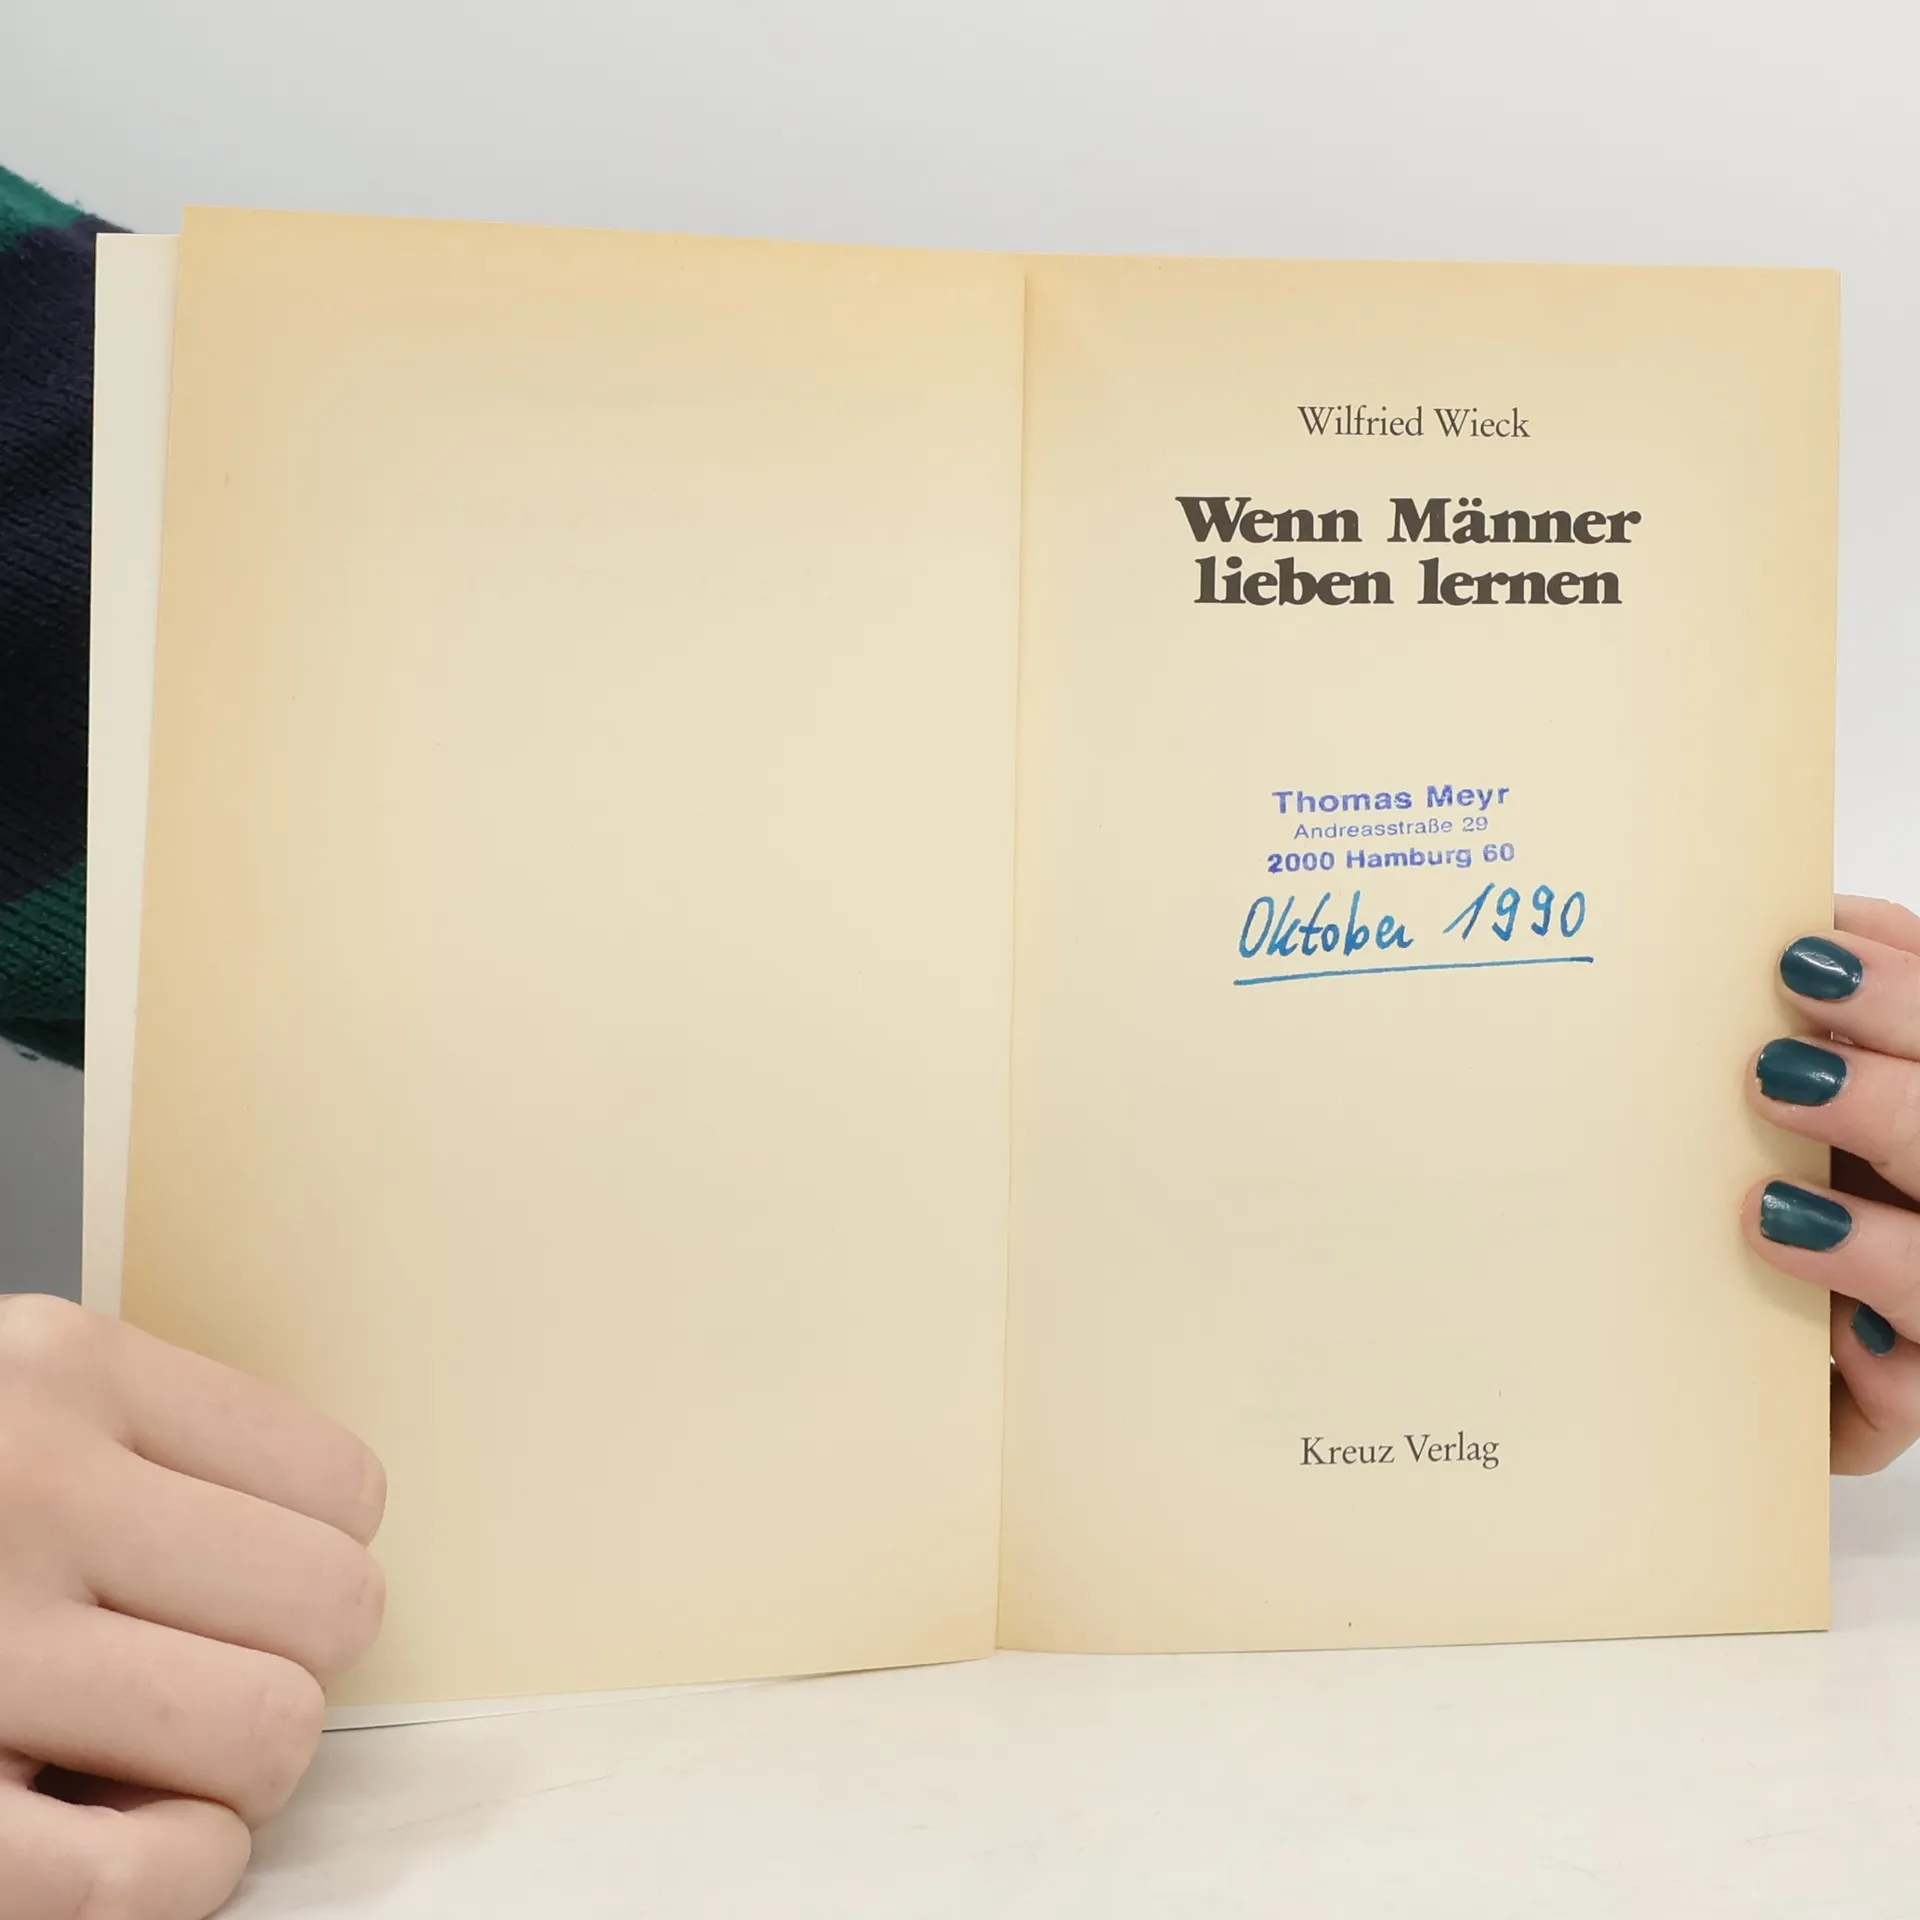 Wilfried Wieck
Wenn Männer
lieben lernen
Thomas Meyr
Andreasstraße 29
2000 Hamburg 60
Oktober 1990
Kreuz Verlag